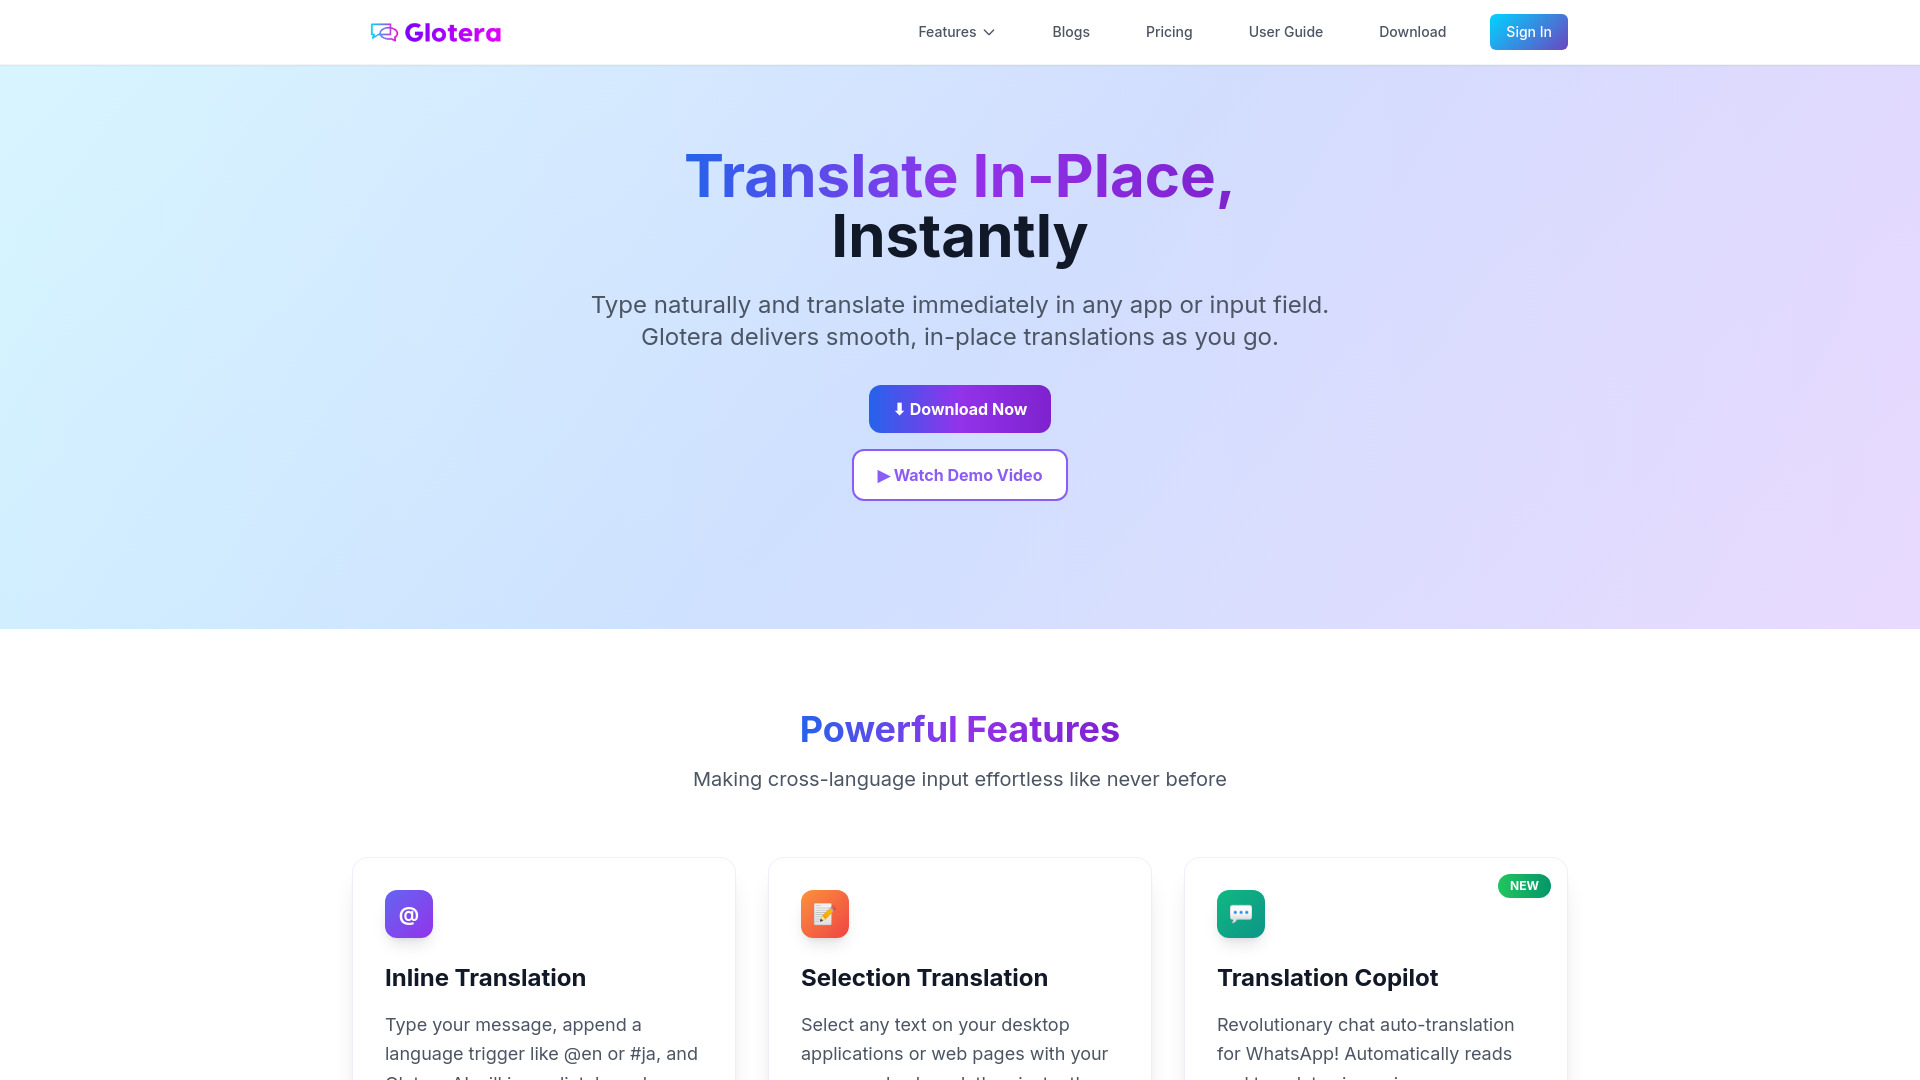 Glotera
Features
Blogs
Pricing
User Guide
Download
Sign In
Translate In-Place,
Instantly
Type naturally and translate immediately in any app or input field.
Glotera delivers smooth, in-place translations as you go.
⬇ Download Now
▶ Watch Demo Video
Powerful Features
Making cross-language input effortless like never before
@
Inline Translation
Type your message, append a
language trigger like @en or #ja, and
Selection Translation
Select any text on your desktop
applications or web pages with your
NEW
Translation Copilot
Revolutionary chat auto-translation
for WhatsApp! Automatically reads